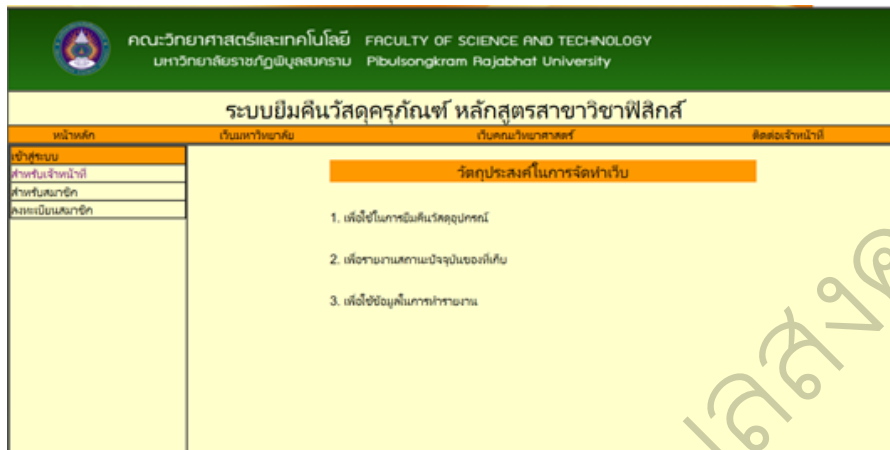 คณะวิทยาศาสตร์และเทคโนโลยี FACULTY OF SCIENCE AND TECHNOLOGY
มหาวิทยาลัยราชภัฏพิบูลสงคราม Pibulsongkram Rajabhat University
ระบบยืมคืนวัสดุครุภัณฑ์ หลักสูตรสาขาวิชาฟิสิกส์
หน้าหลัก เว็บมหาวิทยาลัย เว็บคณะวิทยาศาสตร์ ติดต่อเจ้าหน้าที่
เข้าสู่ระบบ
สำหรับเจ้าหน้าที่
สำหรับสมาชิก
ลงทะเบียนสมาชิก
วัตถุประสงค์ในการจัดทำเว็บ
1. เพื่อใช้ในการยืมคืนวัสดุอุปกรณ์
2. เพื่อรายงานสถานะปัจจุบันของที่เก็บ
3. เพื่อใช้ข้อมูลในการทำรายงาน